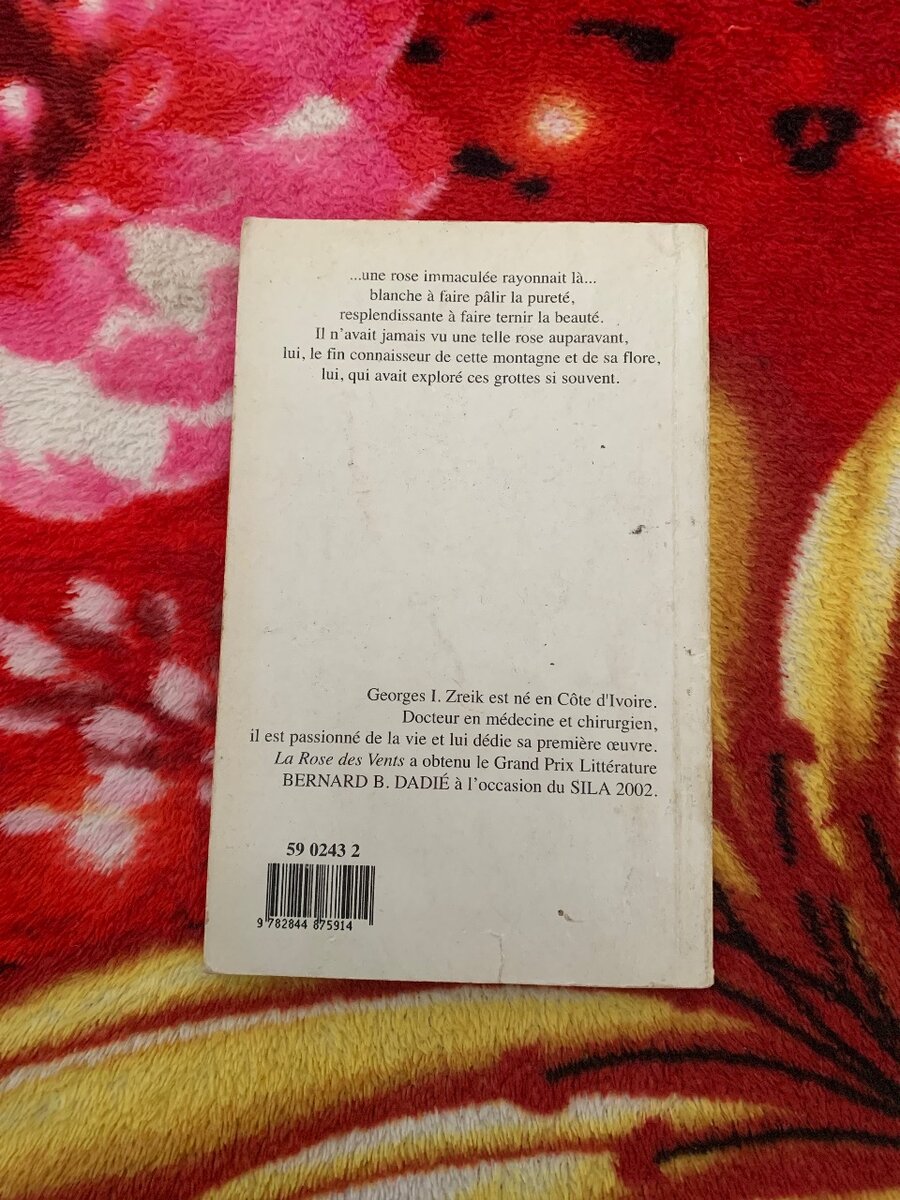 ...une rose immaculée rayonnait là...
blanche à faire pâlir la pureté,
resplendissante à faire ternir la beauté.
Il n'avait jamais vu une telle rose auparavant,
lui, le fin connaisseur de cette montagne et de sa flore,
lui, qui avait exploré ces grottes si souvent.
Georges I. Zreik est né en Côte d'Ivoire.
Docteur en médecine et chirurgien,
il est passionné de la vie et lui dédie sa première œuvre.
La Rose des Vents a obtenu le Grand Prix Littérature
BERNARD B. DADIÉ à l'occasion du SILA 2002.
59 0243 2
9 782844 875914